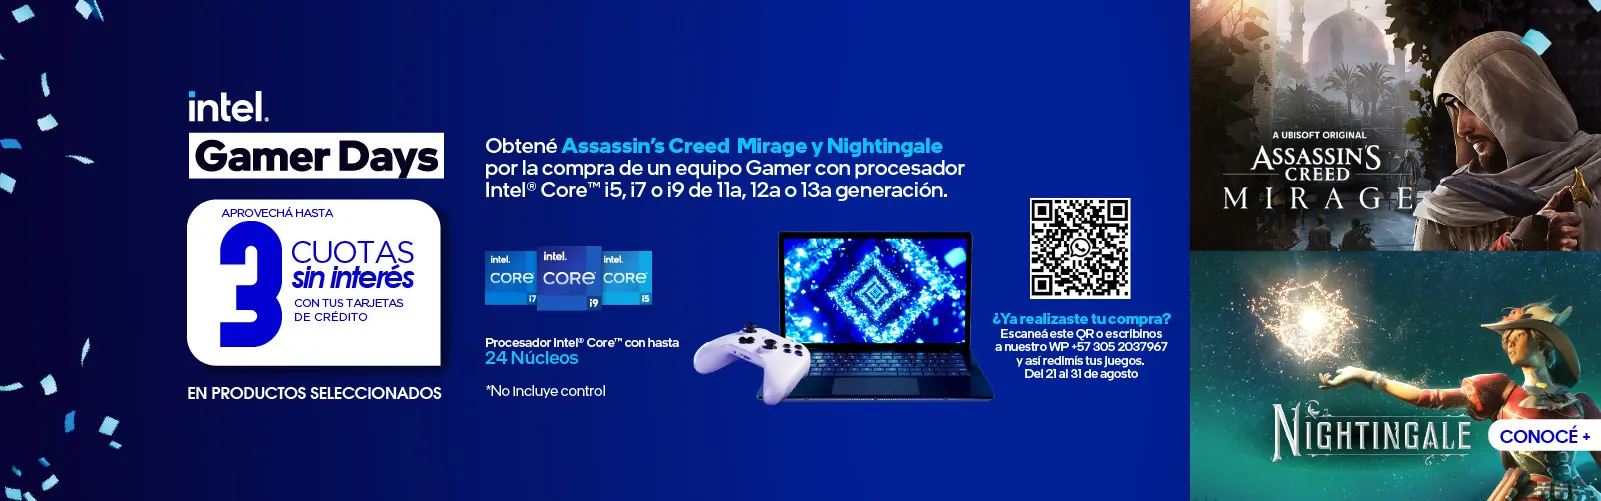 intel.
Gamer Days
APROVECHÁ HASTA
3 CUOTAS
sin interés
CON TUS TARJETAS
DE CRÉDITO
EN PRODUCTOS SELECCIONADOS
Obtené Assassin's Creed Mirage y Nightingale
por la compra de un equipo Gamer con procesador
Intel® Core™ i5, i7 o i9 de 11a, 12a o 13a generación.
intel. CORE i7
intel. CORE i9
intel. CORE i5
Procesador Intel® Core™ con hasta
24 Núcleos
*No incluye control
¿Ya realizaste tu compra?
Escaneá este QR o escribinos
a nuestro WP +57 305 2037967
y así redimís tus juegos.
Del 21 al 31 de agosto
A UBISOFT ORIGINAL
ASSASSIN'S
CREED
MIRAGE
NIGHTINGALE
CONOCÉ +